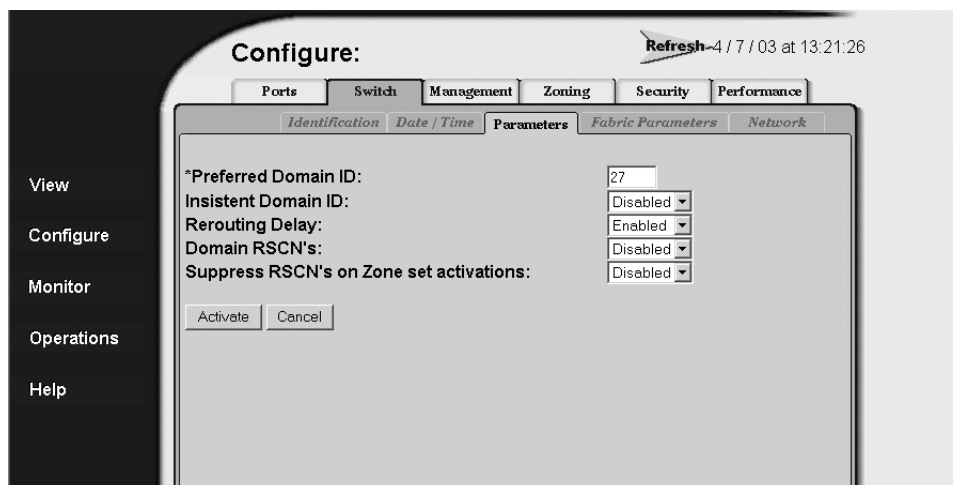 Configure:
Refresh 4 / 7 / 03 at 13:21:26
Ports Switch Management Zoning Security Performance
Identification Date / Time Parameters Fabric Parameters Network
View
Configure
Monitor
Operations
Help
*Preferred Domain ID: 27
Insistent Domain ID: Disabled
Rerouting Delay: Enabled
Domain RSCN's: Disabled
Suppress RSCN's on Zone set activations: Disabled
Activate Cancel